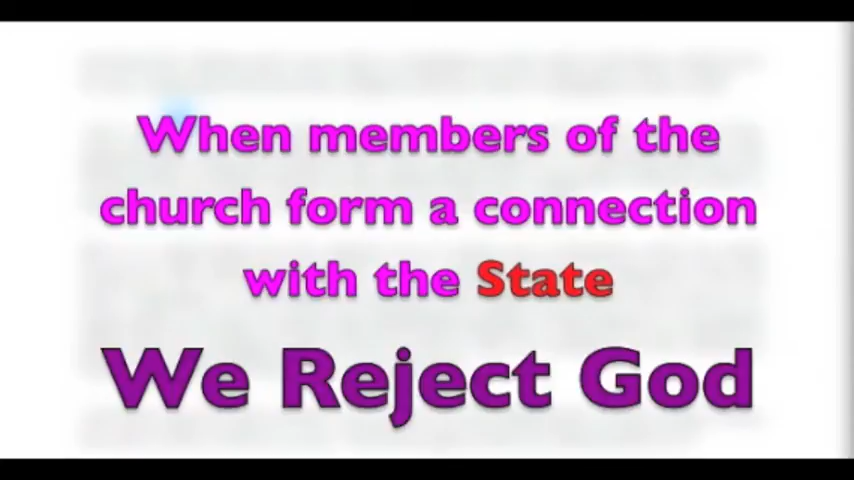 When members of the
church form a connection
with the State
We Reject God